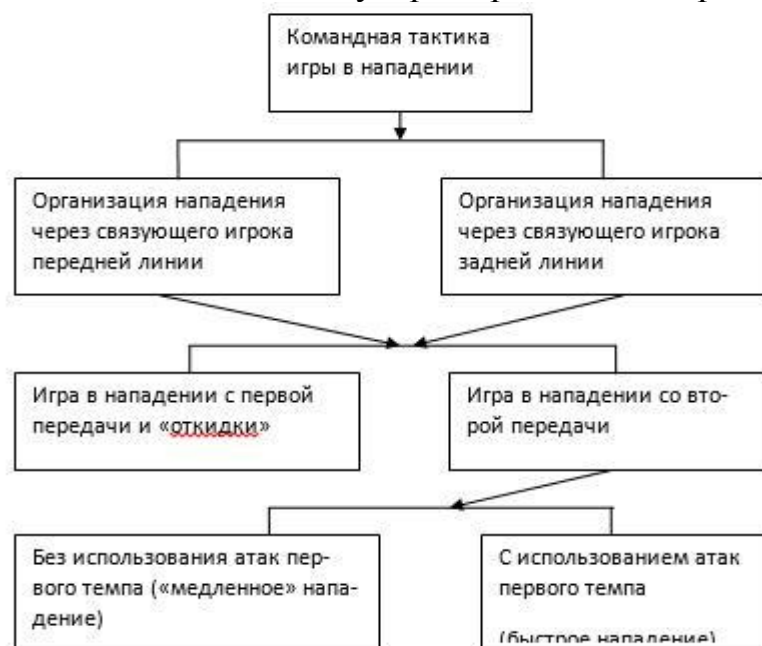 Командная тактика
игры в нападении
Организация нападения
через связующего игрока
передней линии
Организация нападения
через связующего игрока
задней линии
Игра в нападении с первой
передачи и «откидки»
Игра в нападении со вто-
рой передачи
Без использования атак пер-
вого темпа («медленное» напа-
дение)
С использованием атак
первого темпа
(быстрое нападение)